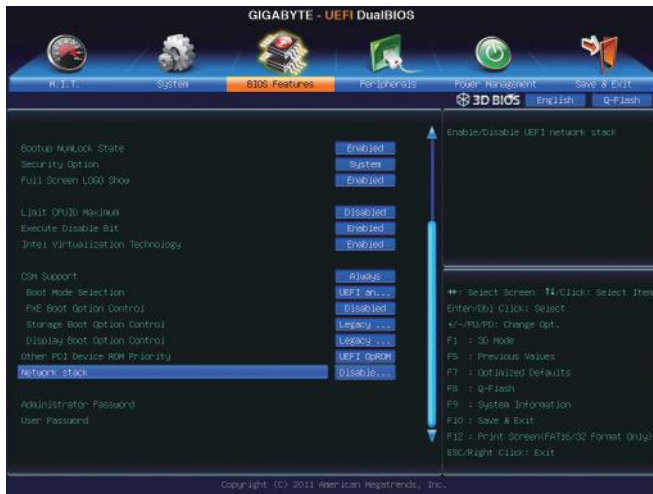 GIGABYTE - UEFI DualBIOS
M.I.T. System BIOS Features Peripherals Power Management Save & Exit
3D BIOS English Q-Flash
Bootup NumLock State Enabled
Security Option System
Full Screen LOGO Show Enabled
Limit CPUID Maximum Disabled
Execute Disable Bit Enabled
Intel Virtualization Technology Enabled
CSM Support Always
Boot Mode Selection UEFI an...
PXE Boot Option Control Disabled
Storage Boot Option Control Legacy ...
Display Boot Option Control Legacy ...
Other PCI Device ROM Priority UEFI OpROM
Network stack Disable...
Administrator Password
User Password
Enable/Disable UEFI network stack
→←: Select Screen ↑↓/Click: Select Item
Enter/Dbl Click: Select
+/-/PU/PD: Change Opt.
F1 : 3D Mode
F5 : Previous Values
F7 : Optimized Defaults
F8 : Q-Flash
F9 : System Information
F10 : Save & Exit
F12 : Print Screen(FAT16/32 Format Only)
ESC/Right Click: Exit
Copyright (C) 2011 American Megatrends, Inc.